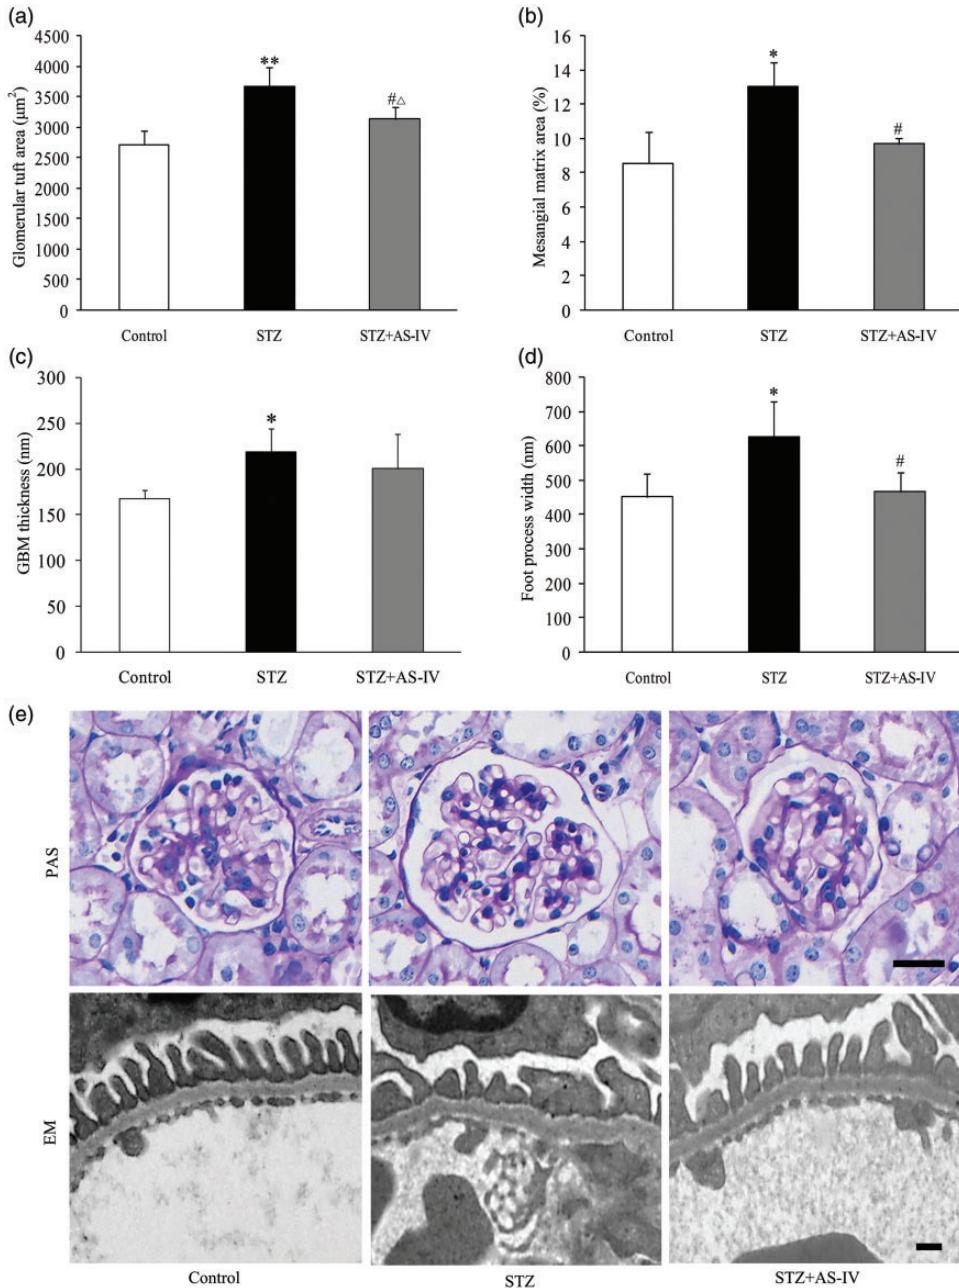 (a)
Glomerular tuft area (µm²)
4500
4000
3500
3000
2500
2000
1500
1000
500
0
**
#△
Control STZ STZ+AS-IV
(b)
Mesangial matrix area (%)
16
14
12
10
8
6
4
2
0
*
#
Control STZ STZ+AS-IV
(c)
GBM thickness (nm)
300
250
200
150
100
50
0
*
Control STZ STZ+AS-IV
(d)
Foot process width (nm)
800
700
600
500
400
300
200
100
0
*
#
Control STZ STZ+AS-IV
(e)
PAS
EM
Control STZ STZ+AS-IV